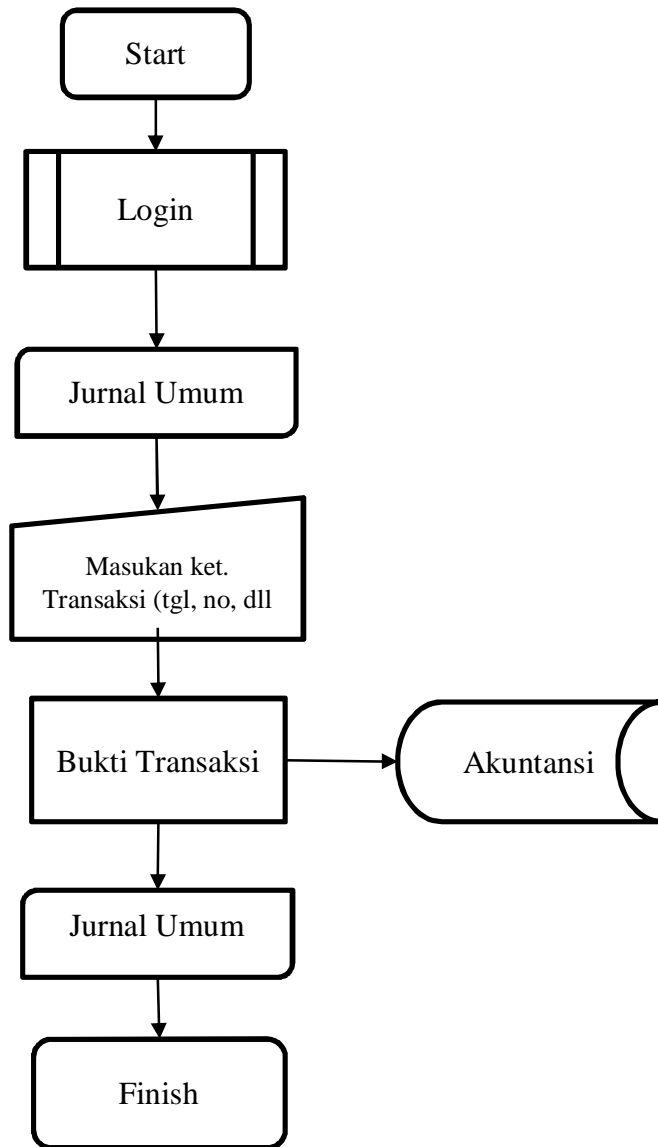 Start
Login
Jurnal Umum
Masukan ket.
Transaksi (tgl, no, dll
Bukti Transaksi
Akuntansi
Jurnal Umum
Finish